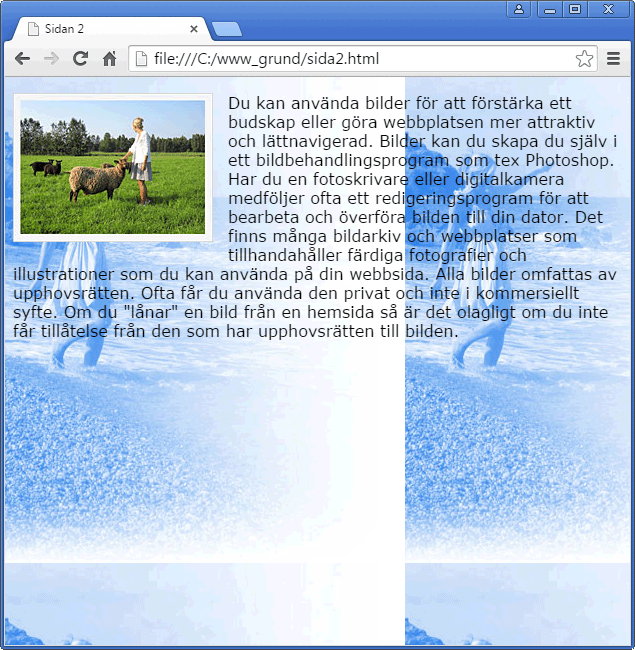 Sidan 2
file:///C:/www_grund/sida2.html
Du kan använda bilder för att förstärka ett
budskap eller göra webbplatsen mer attraktiv
och lättnavigerad. Bilder kan du skapa du själv i
ett bildbehandlingsprogram som tex Photoshop.
Har du en fotoskrivare eller digitalkamera
medföljer ofta ett redigeringsprogram för att
bearbeta och överföra bilden till din dator. Det
finns många bildarkiv och webbplatser som
tillhandahåller färdiga fotografier och
illustrationer som du kan använda på din webbsida. Alla bilder omfattas av
upphovsrätten. Ofta får du använda den privat och inte i kommersiellt
syfte. Om du "lånar" en bild från en hemsida så är det olagligt om du inte
får tillåtelse från den som har upphovsrätten till bilden.